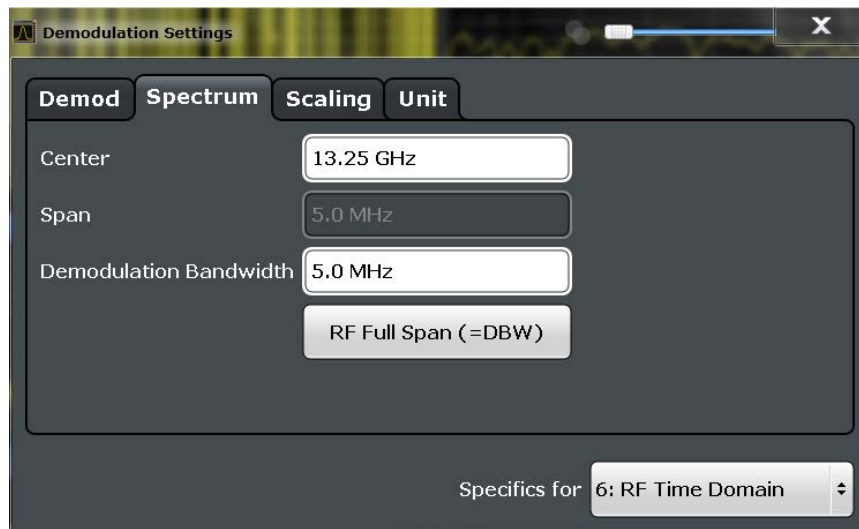 Demodulation Settings
X
Demod Spectrum Scaling Unit
Center 13.25 GHz
Span 5.0 MHz
Demodulation Bandwidth 5.0 MHz
RF Full Span (=DBW)
Specifics for 6: RF Time Domain